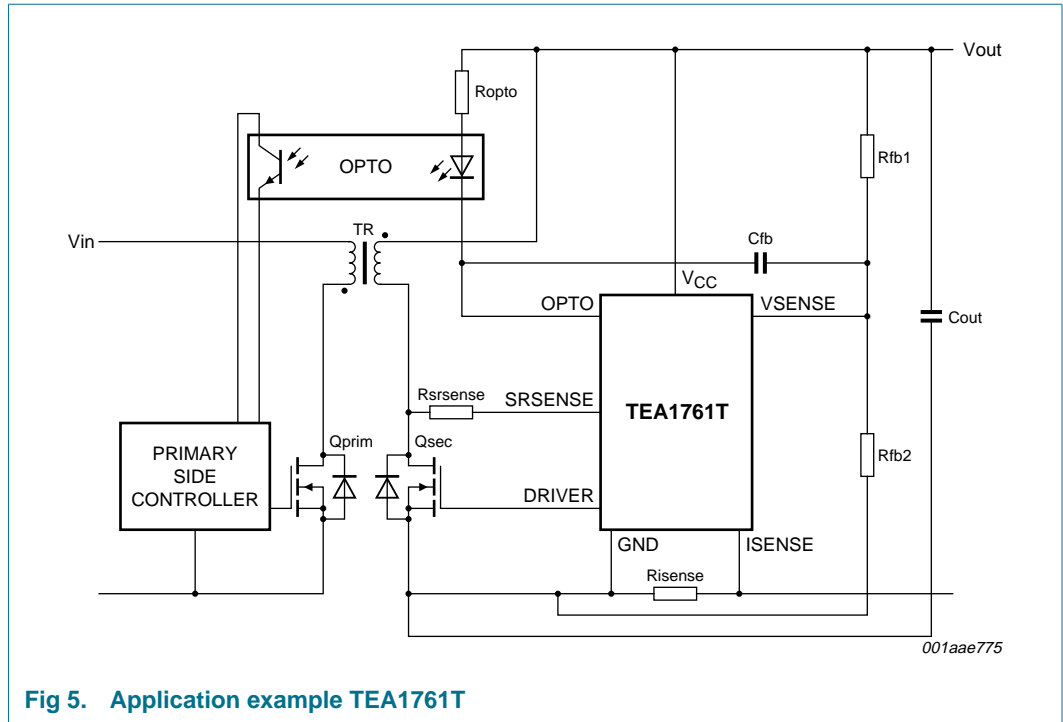 Vout
Ropto
Rfb1
OPTO
TR
Vin
Cfb
VCC
OPTO
VSENSE
Cout
Rsrsense
SRSENSE
TEA1761T
PRIMARY
SIDE
CONTROLLER
Qprim
Qsec
Rfb2
DRIVER
GND
ISENSE
Risense
001aae775
Fig 5. Application example TEA1761T